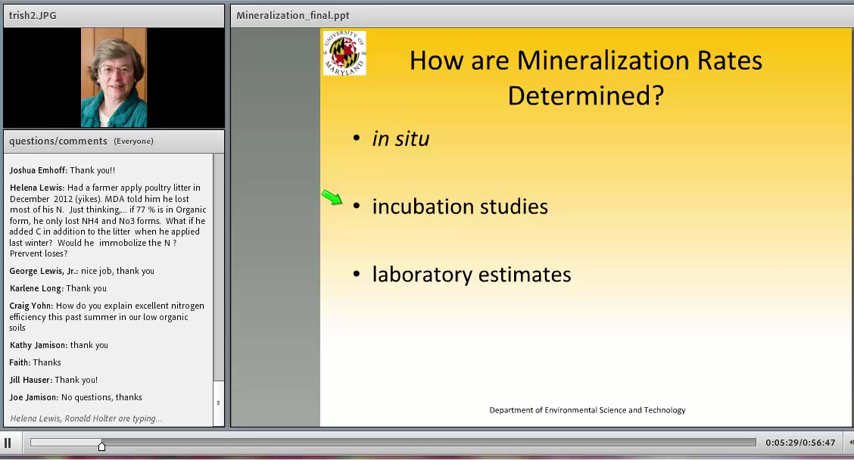 trish2.JPG
Mineralization_final.ppt
questions/comments (Everyone)
Joshua Emhoff: Thank you!!
Helena Lewis: Had a farmer apply poultry litter in
December 2012 (yikes). MDA told him he lost
most of his N. Just thinking,... if 77 % is in Organic
form, he only lost NH4 and No3 forms. What if he
added C in addition to the litter when he applied
last winter? Would he immobolize the N ?
Prervent loses?
George Lewis, Jr.: nice job, thank you
Karlene Long: Thank you
Craig Yohn: How do you explain excellent nitrogen
efficiency this past summer in our low organic
soils
Kathy Jamison: thank you
Faith: Thanks
Jill Hauser: Thank you!
Joe Jamison: No questions, thanks
Helena Lewis, Ronald Holter are typing...
UNIVERSITY OF
MARYLAND
How are Mineralization Rates
Determined?
• in situ
• incubation studies
• laboratory estimates
Department of Environmental Science and Technology
0:05:29/0:56:47